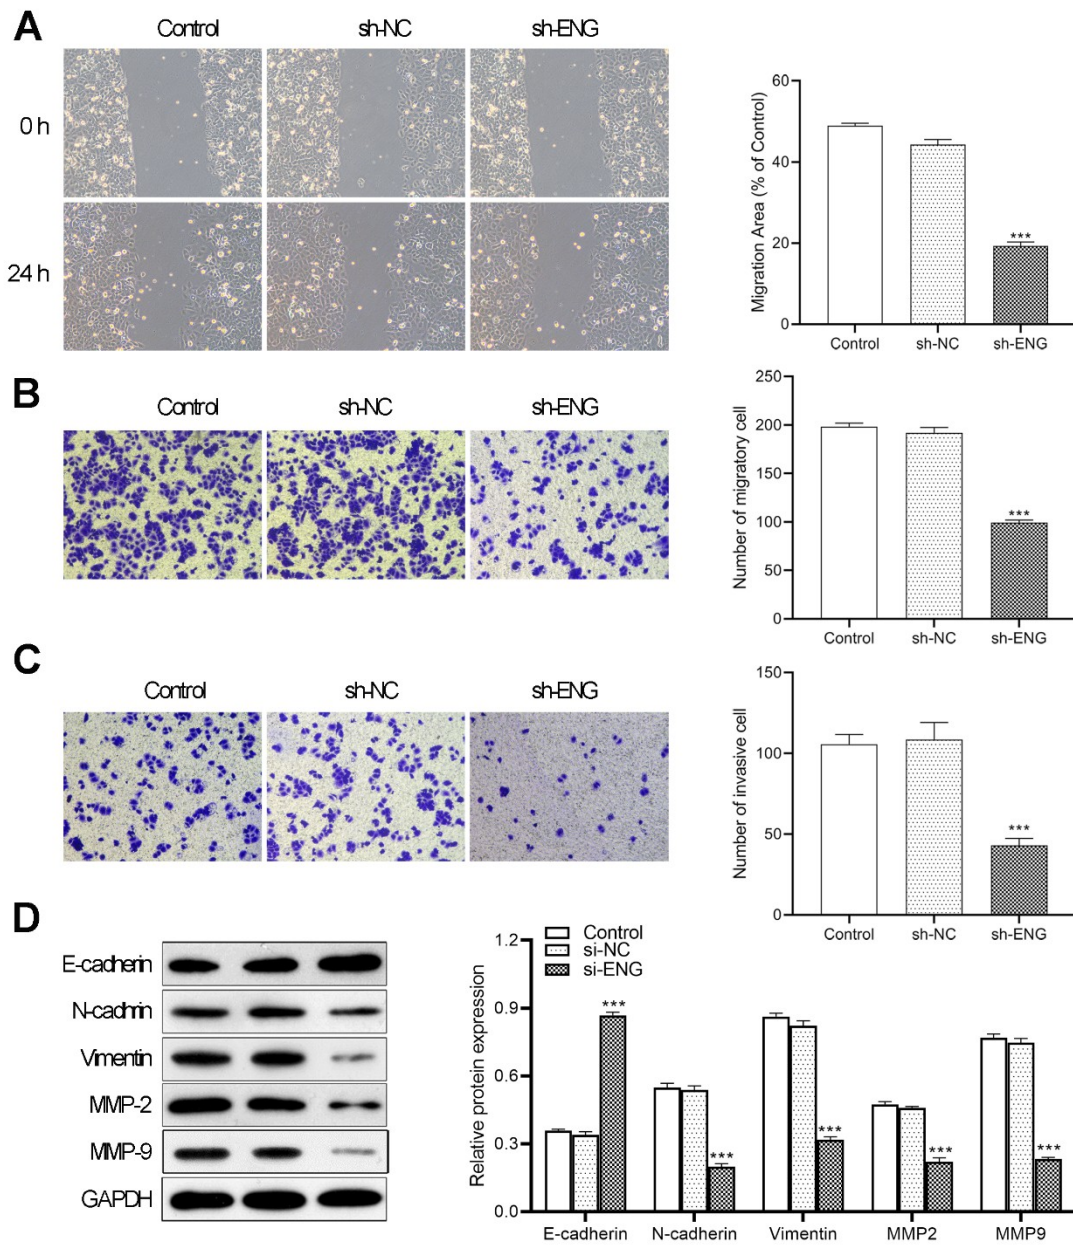 A
Control sh-NC sh-ENG
0 h
24 h
Migration Area (% of Control)
60
40
20
0
***
Control sh-NC sh-ENG
B
Control sh-NC sh-ENG
Number of migratory cell
250
200
150
100
50
0
***
Control sh-NC sh-ENG
C
Control sh-NC sh-ENG
Number of invasive cell
150
100
50
0
***
Control sh-NC sh-ENG
D
E-cadherin
N-cadhrin
Vimentin
MMP-2
MMP-9
GAPDH
Relative protein expression
1.2
0.9
0.6
0.3
0.0
Control
si-NC
si-ENG
***
***
***
***
***
E-cadherin N-cadherin Vimentin MMP2 MMP9